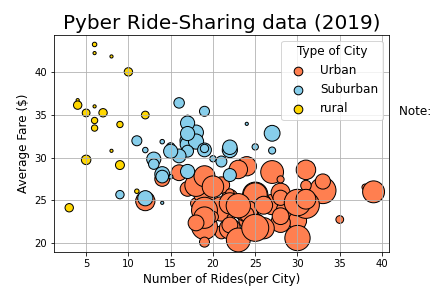 Pyber Ride-Sharing data (2019)
Type of City
Urban
Suburban
rural
Note:
Average Fare ($)
40
35
30
25
20
5 10 15 20 25 30 35 40
Number of Rides(per City)